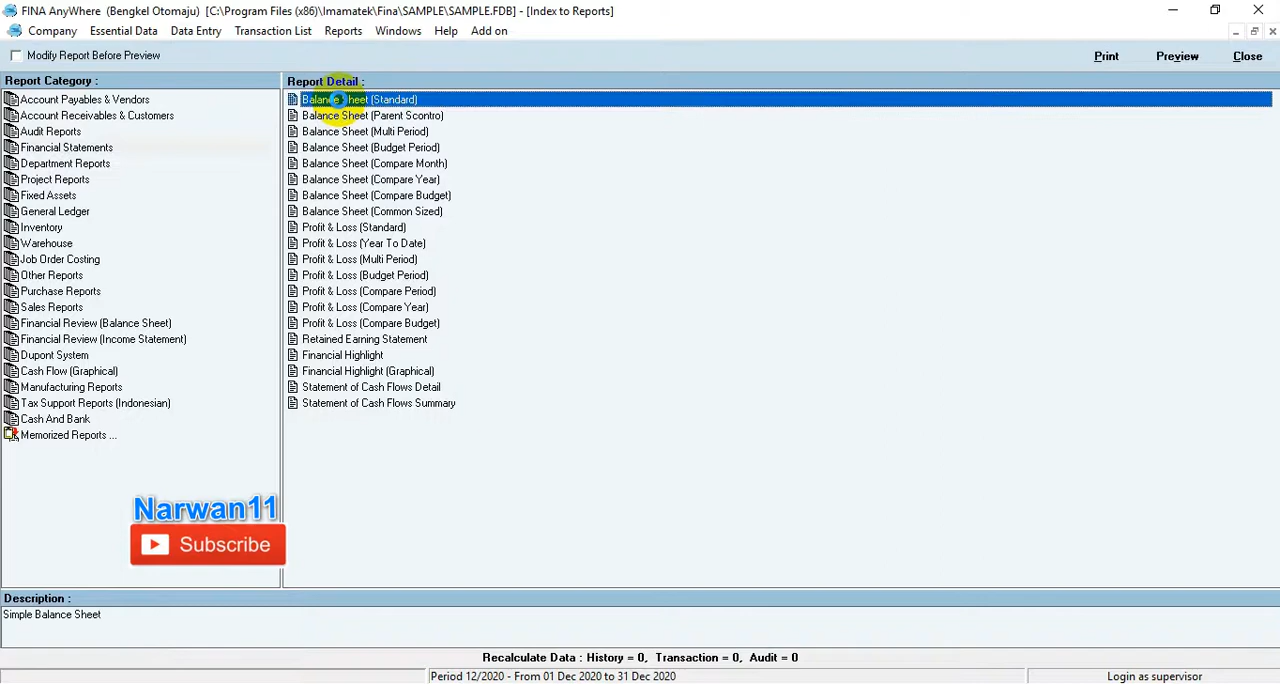 FINA AnyWhere (Bengkel Otomaju) [C:\Program Files (x86)\Imamatek\Fina\SAMPLE\SAMPLE.FDB] - [Index to Reports]
Company Essential Data Data Entry Transaction List Reports Windows Help Add on
Modify Report Before Preview Print Preview Close
Report Category :
Account Payables & Vendors
Account Receivables & Customers
Audit Reports
Financial Statements
Department Reports
Project Reports
Fixed Assets
General Ledger
Inventory
Warehouse
Job Order Costing
Other Reports
Purchase Reports
Sales Reports
Financial Review (Balance Sheet)
Financial Review (Income Statement)
Dupont System
Cash Flow (Graphical)
Manufacturing Reports
Tax Support Reports (Indonesian)
Cash And Bank
Memorized Reports ...
Report Detail :
Balance Sheet (Standard)
Balance Sheet (Parent Scontro)
Balance Sheet (Multi Period)
Balance Sheet (Budget Period)
Balance Sheet (Compare Month)
Balance Sheet (Compare Year)
Balance Sheet (Compare Budget)
Balance Sheet (Common Sized)
Profit & Loss (Standard)
Profit & Loss (Year To Date)
Profit & Loss (Multi Period)
Profit & Loss (Budget Period)
Profit & Loss (Compare Period)
Profit & Loss (Compare Year)
Profit & Loss (Compare Budget)
Retained Earning Statement
Financial Highlight
Financial Highlight (Graphical)
Statement of Cash Flows Detail
Statement of Cash Flows Summary
Narwan11
Subscribe
Description :
Simple Balance Sheet
Recalculate Data : History = 0, Transaction = 0, Audit = 0
Period 12/2020 - From 01 Dec 2020 to 31 Dec 2020 Login as supervisor